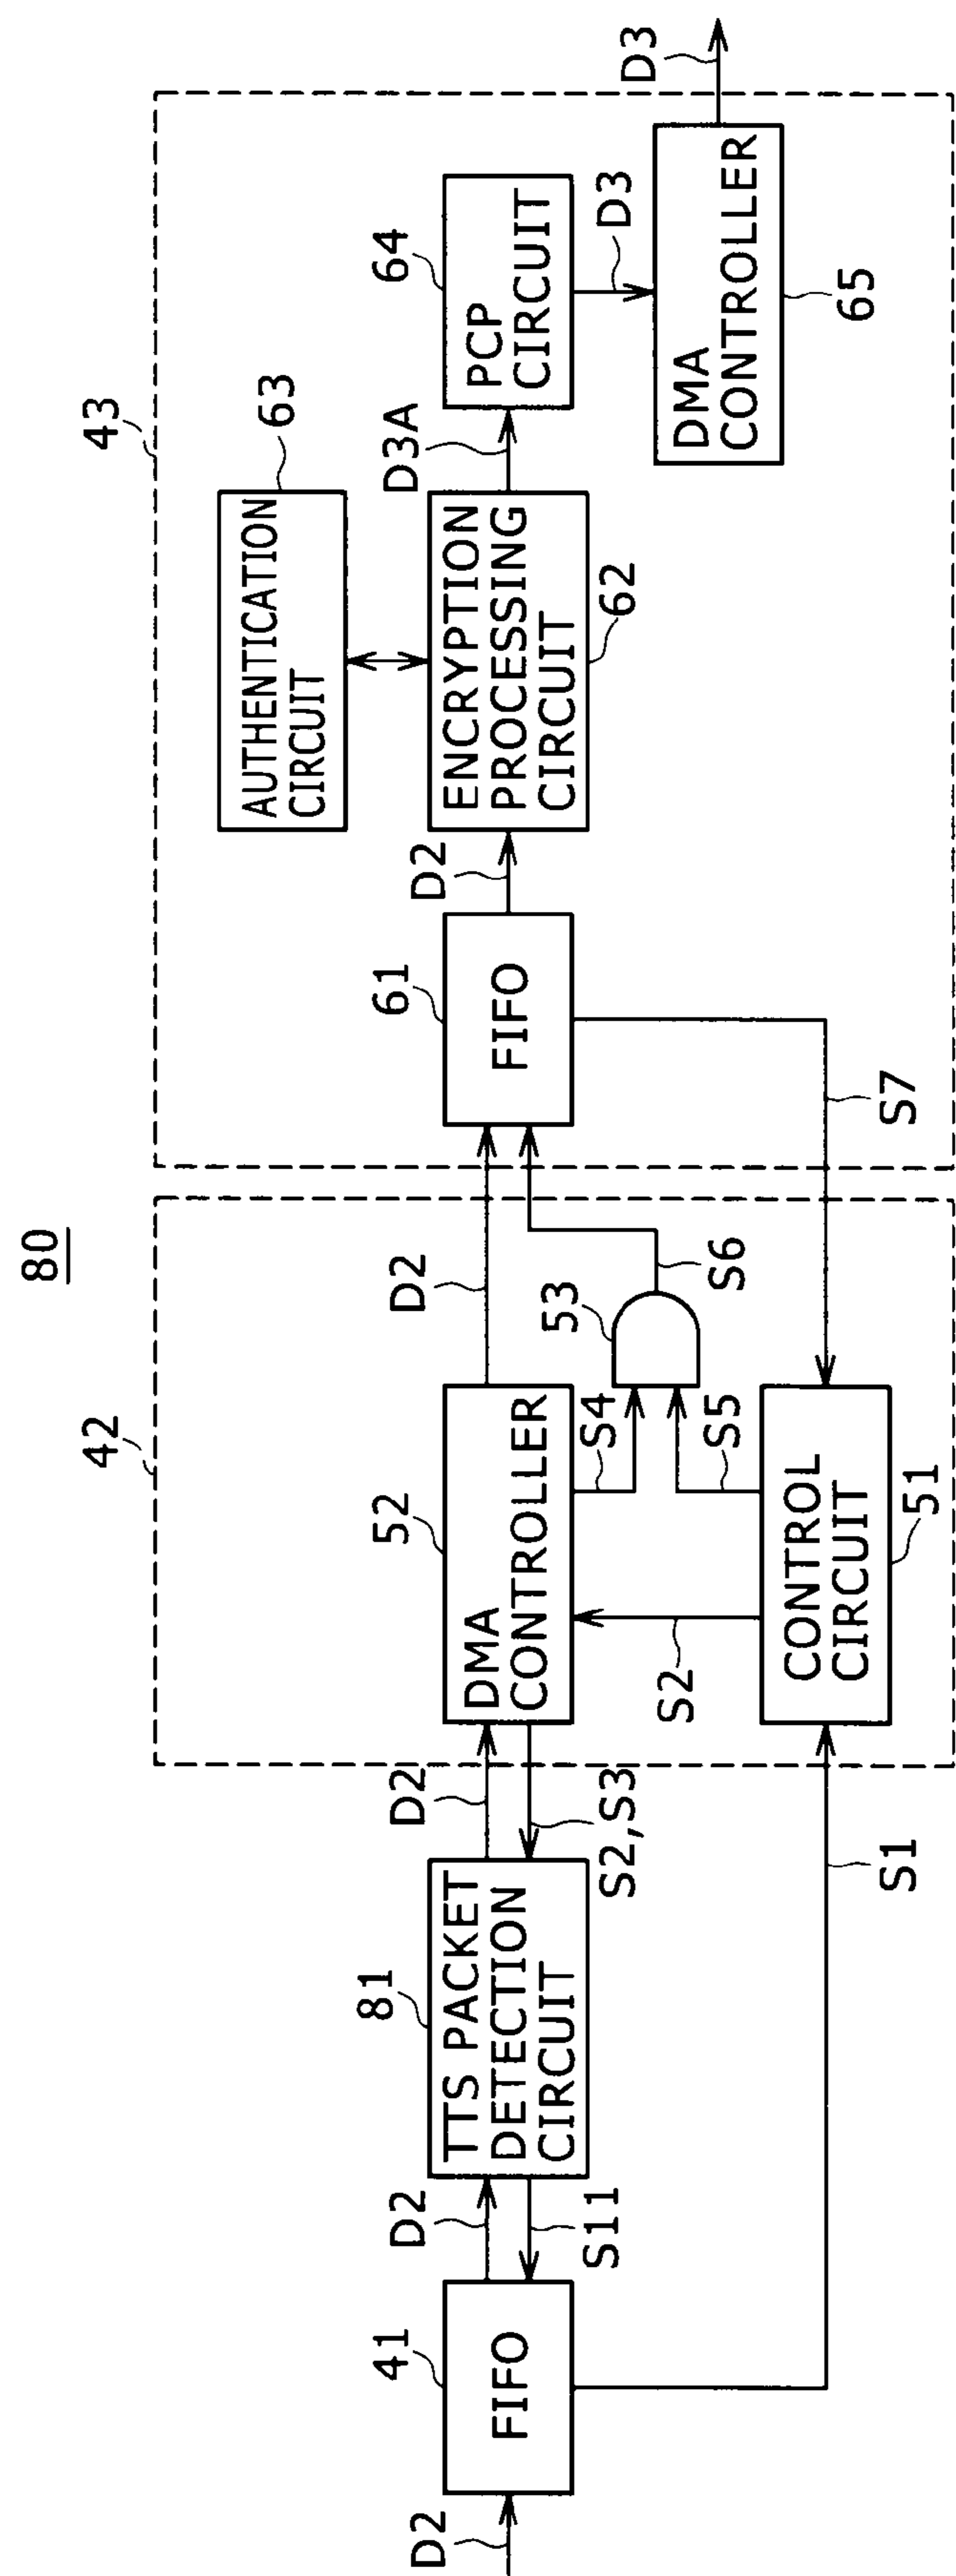 80
42
43
D2
41
FIFO
D2
S11
81
TTS PACKET
DETECTION
CIRCUIT
D2
S2,S3
S1
52
DMA
CONTROLLER
S2
S4
S5
CONTROL
CIRCUIT
51
53
S6
D2
S7
61
FIFO
D2
ENCRYPTION
PROCESSING
CIRCUIT
62
AUTHENTICATION
CIRCUIT
63
D3A
64
PCP
CIRCUIT
D3
DMA
CONTROLLER
65
D3